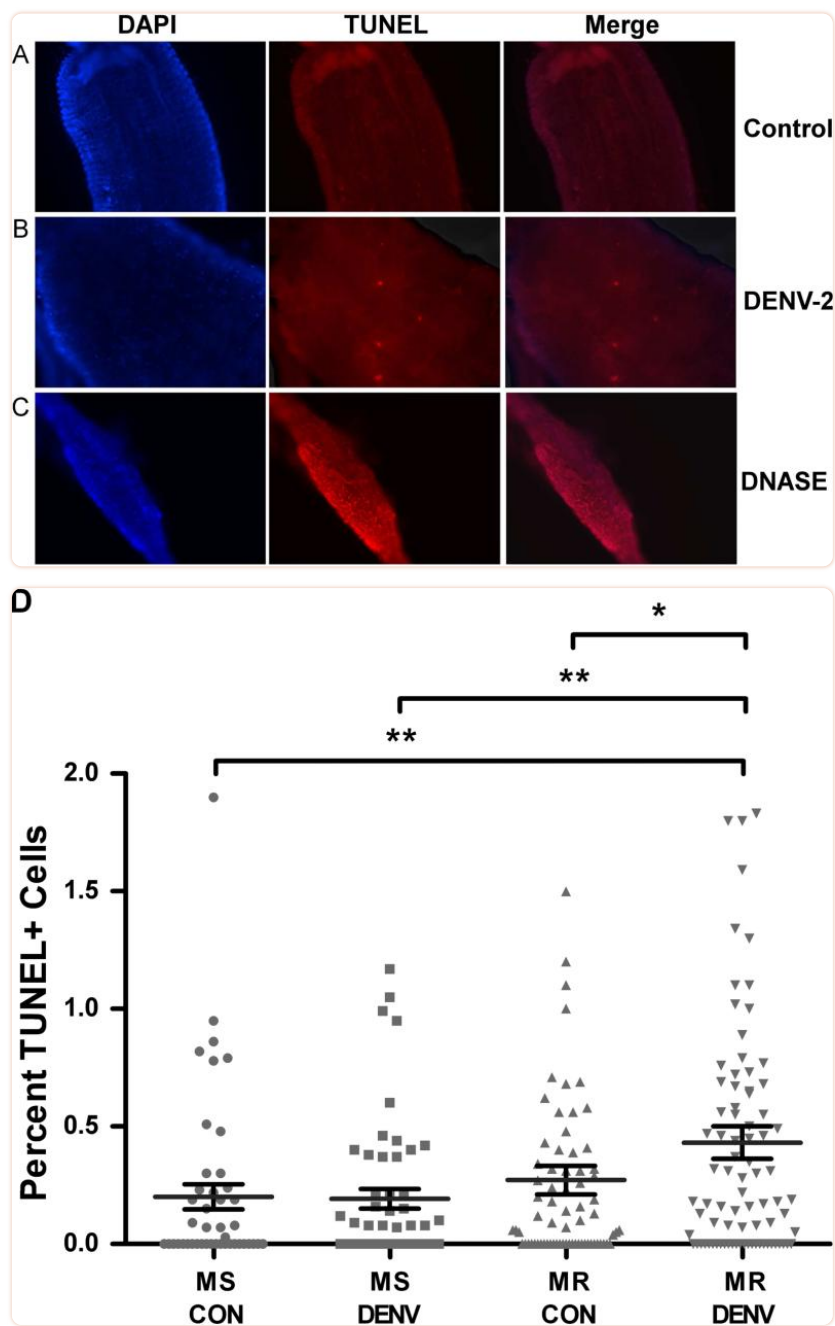 DAPI TUNEL Merge
A
Control
B
DENV-2
C
DNASE
D
*
**
**
2.0
1.5
1.0
0.5
0.0
Percent TUNEL+ Cells
MS MS MR MR
CON DENV CON DENV